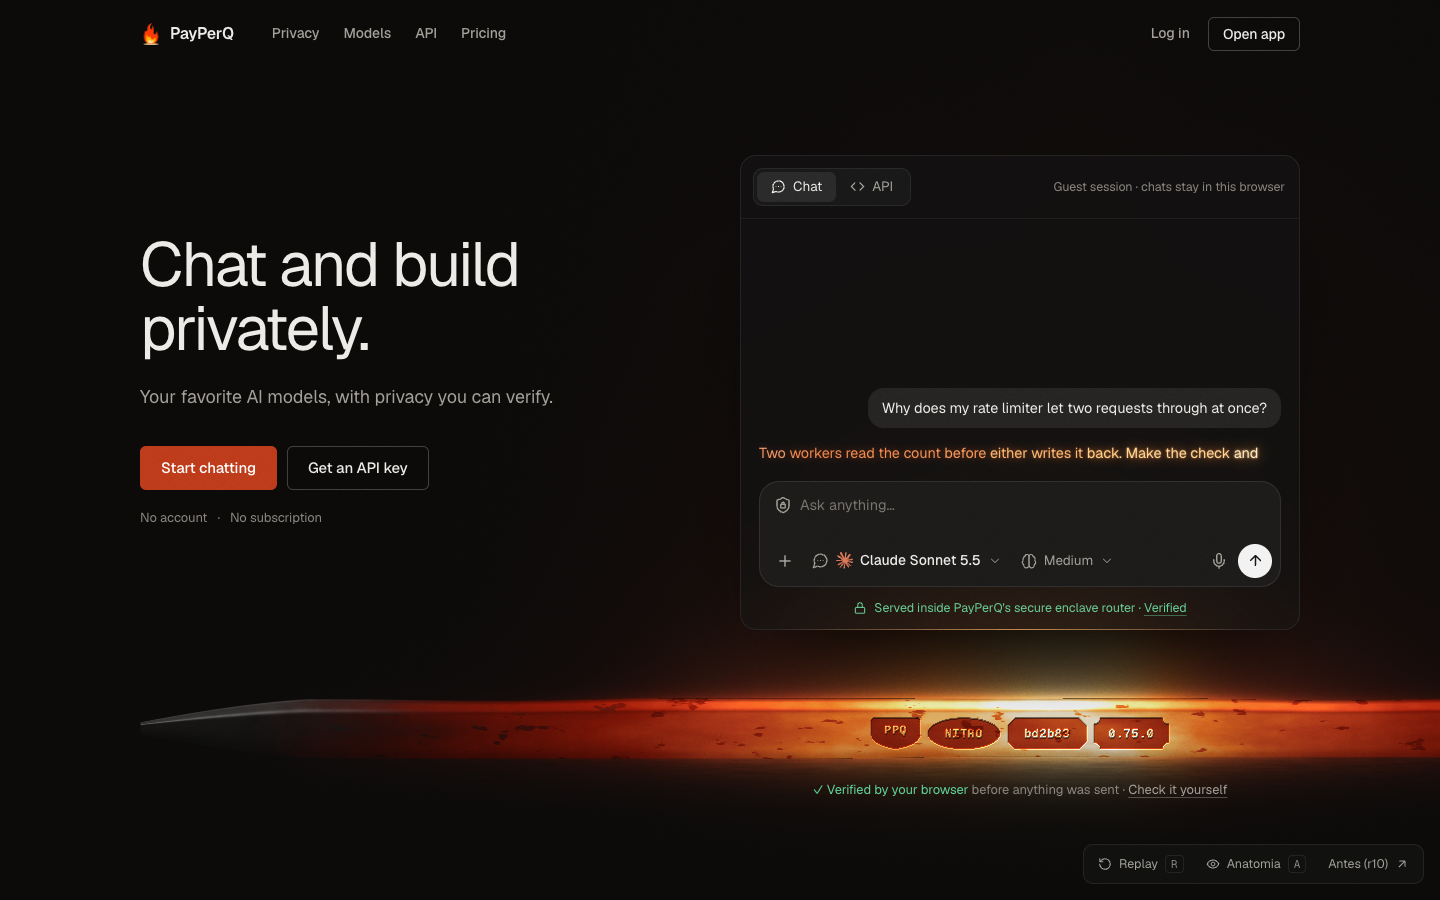 PayPerQ Privacy Models API Pricing Log in Open app
Chat API Guest session · chats stay in this browser
Chat and build
privately.
Your favorite AI models, with privacy you can verify.
Start chatting Get an API key
No account · No subscription
Why does my rate limiter let two requests through at once?
Two workers read the count before either writes it back. Make the check and
Ask anything...
Claude Sonnet 5.5 Medium
Served inside PayPerQ's secure enclave router · Verified
PPQ NITRO bd2b83 0.75.0
✓ Verified by your browser before anything was sent · Check it yourself
Replay R Anatomia A Antes (r10) ↗